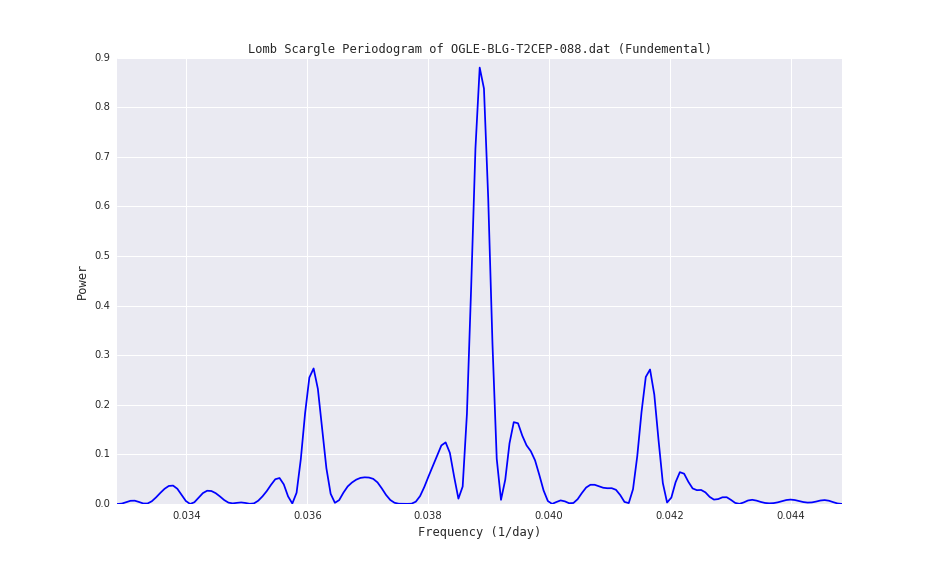 Lomb Scargle Periodogram of OGLE-BLG-T2CEP-088.dat (Fundemental)
0.9
0.8
0.7
0.6
0.5
0.4
0.3
0.2
0.1
0.0
Power
0.034 0.036 0.038 0.040 0.042 0.044
Frequency (1/day)